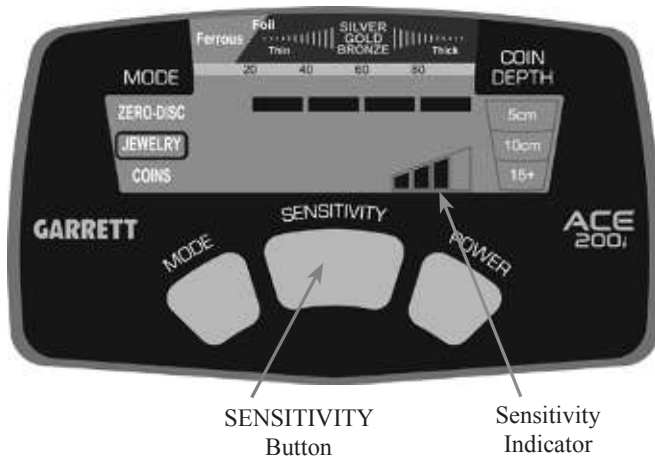 Ferrous
Foil
Thin
SILVER
GOLD
BRONZE
Thick
20 40 60 80
MODE
ZERO-DISC
JEWELRY
COINS
COIN
DEPTH
5cm
10cm
15+
GARRETT
ACE
200i
MODE
SENSITIVITY
POWER
SENSITIVITY
Button
Sensitivity
Indicator